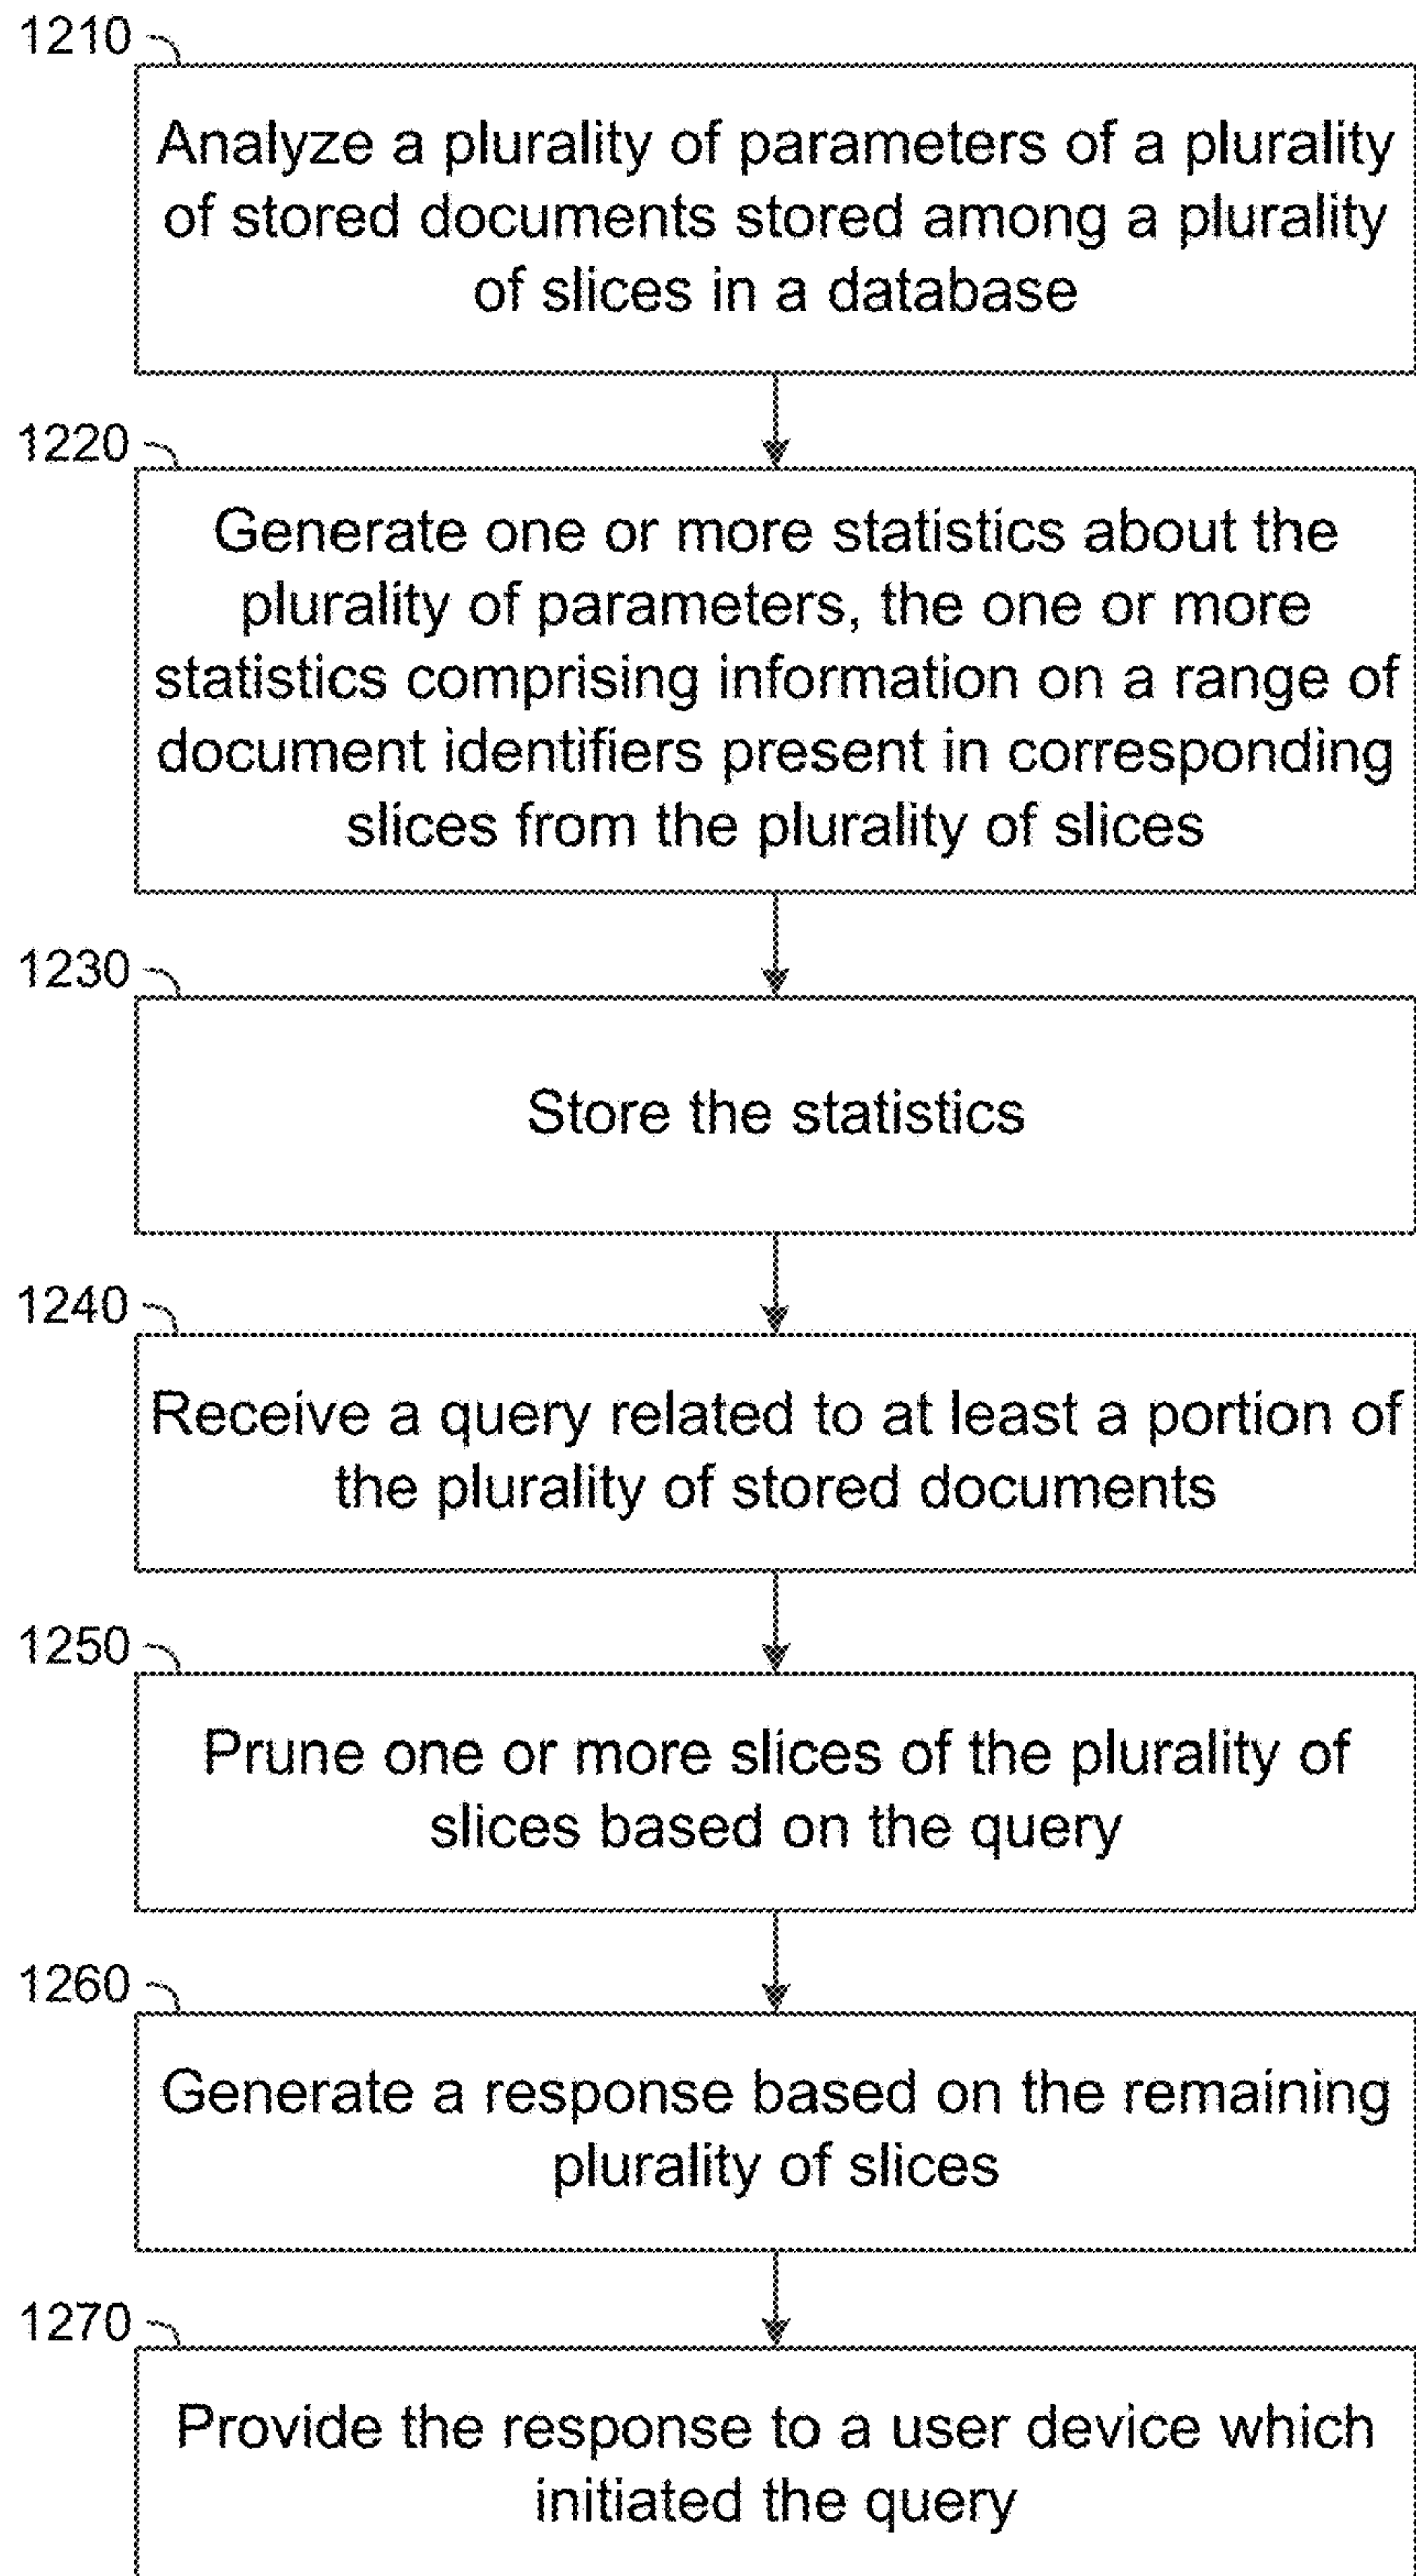 1210
Analyze a plurality of parameters of a plurality
of stored documents stored among a plurality
of slices in a database
1220
Generate one or more statistics about the
plurality of parameters, the one or more
statistics comprising information on a range of
document identifiers present in corresponding
slices from the plurality of slices
1230
Store the statistics
1240
Receive a query related to at least a portion of
the plurality of stored documents
1250
Prune one or more slices of the plurality of
slices based on the query
1260
Generate a response based on the remaining
plurality of slices
1270
Provide the response to a user device which
initiated the query